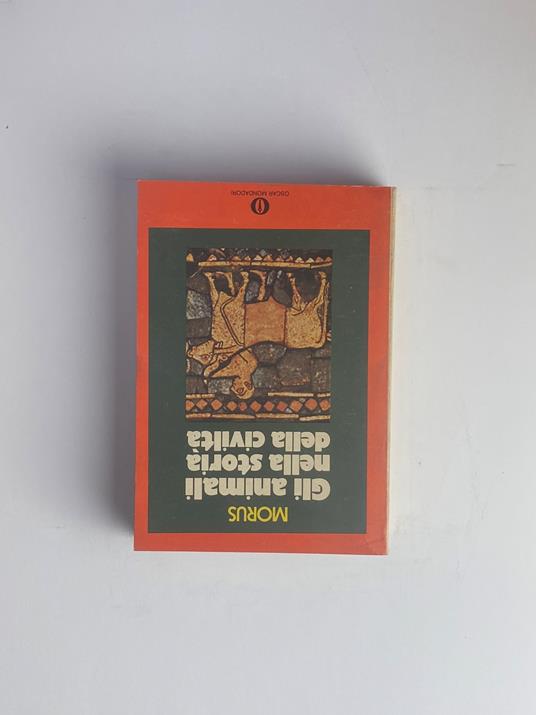 MORUS
Gli animali
nella storia
della civiltà
OSCAR MONDADORI